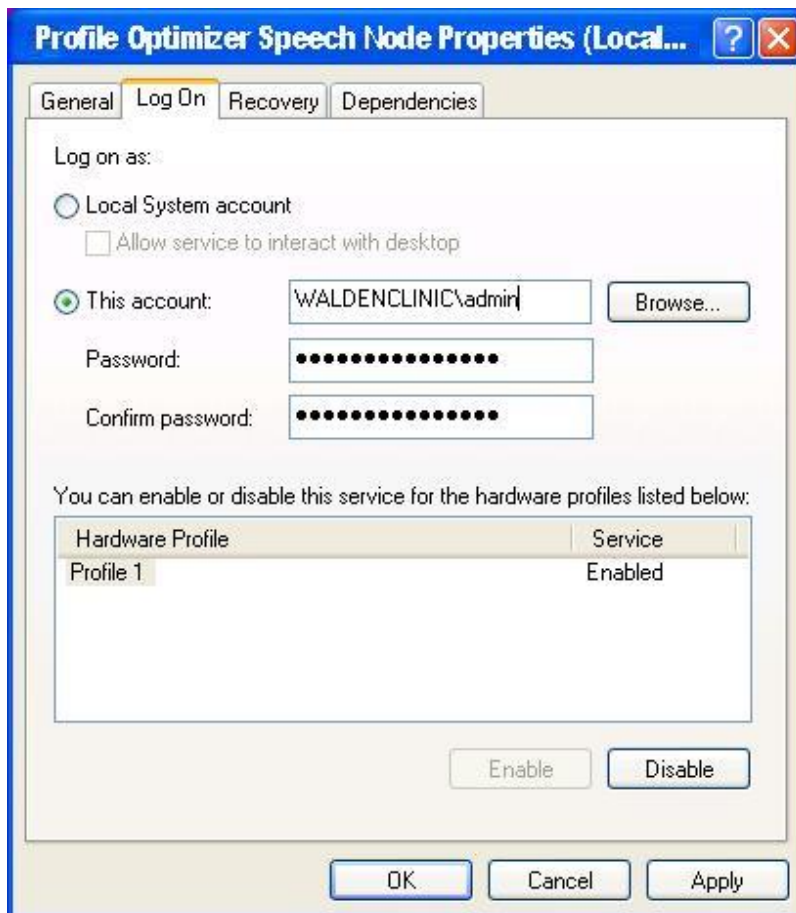 Profile Optimizer Speech Node Properties (Local...
General Log On Recovery Dependencies
Log on as:
Local System account
Allow service to interact with desktop
This account: WALDENCLINIC\admin Browse...
Password: •••••••••••••••
Confirm password: •••••••••••••••
You can enable or disable this service for the hardware profiles listed below:
Hardware Profile Service
Profile 1 Enabled
Enable Disable
OK Cancel Apply